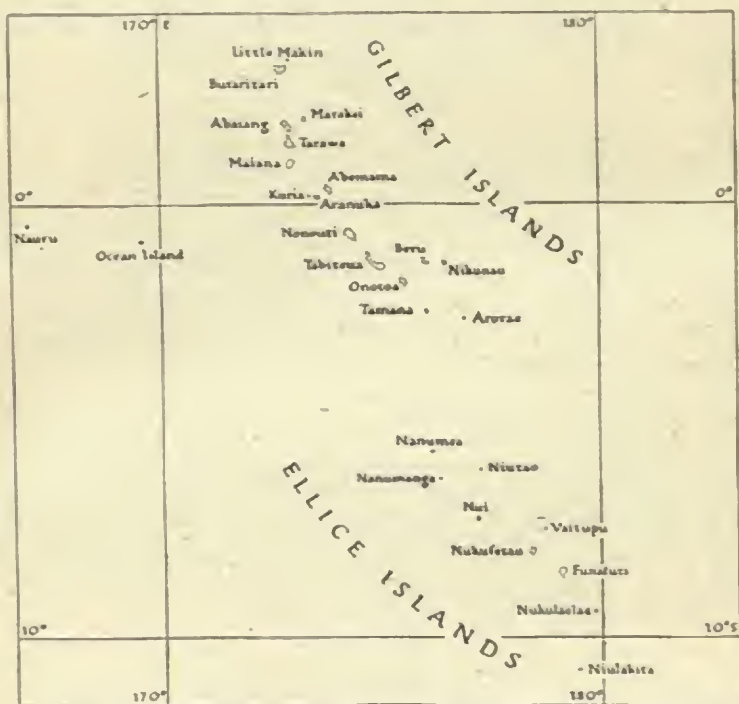 170°E
180°
Little Makin
Butaritari
Marakei
Abaiang
Tarawa
Maiana
Abemama
Kuria
Aranuka
GILBERT ISLANDS
0°
0°
Nauru
Ocean Island
Nonouti
Beru
Tabiteua
Nikunau
Onotoa
Tamana
Arorae
Nanumea
Niutao
Nanumanga
Nui
Vaitupu
Nukufetau
Funafuti
Nukulaelae
ELLICE ISLANDS
10°
10°S
Niulakita
170°
180°